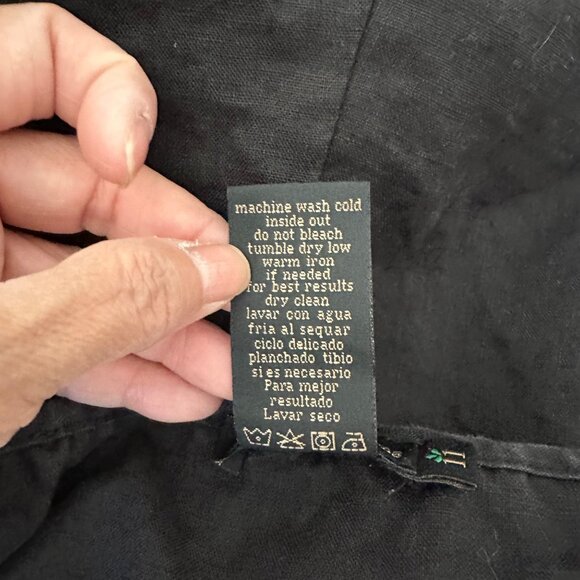 machine wash cold
inside out
do not bleach
tumble dry low
warm iron
if needed
for best results
dry clean
lavar con agua
fria al sequar
ciclo delicado
planchado tibio
si es necesario
Para mejor
resultado
Lavar seco